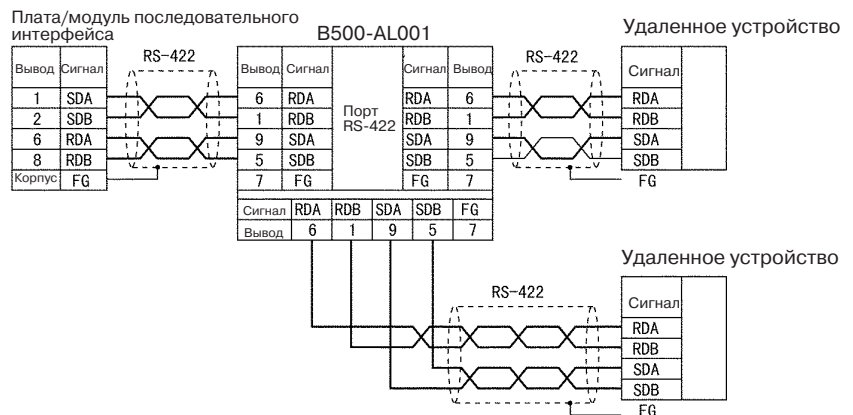 Плата/модуль последовательного
интерфейса
B500-AL001
Удаленное устройство
RS-422
RS-422
Вывод Сигнал
1 SDA
2 SDB
6 RDA
8 RDB
Корпус FG
Вывод Сигнал
6 RDA
1 RDB
9 SDA
5 SDB
7 FG
Порт
RS-422
Сигнал Вывод
RDA 6
RDB 1
SDA 9
SDB 5
FG 7
Сигнал
RDA
RDB
SDA
SDB
FG
Сигнал RDA RDB SDA SDB FG
Вывод 6 1 9 5 7
Удаленное устройство
RS-422
Сигнал
RDA
RDB
SDA
SDB
FG